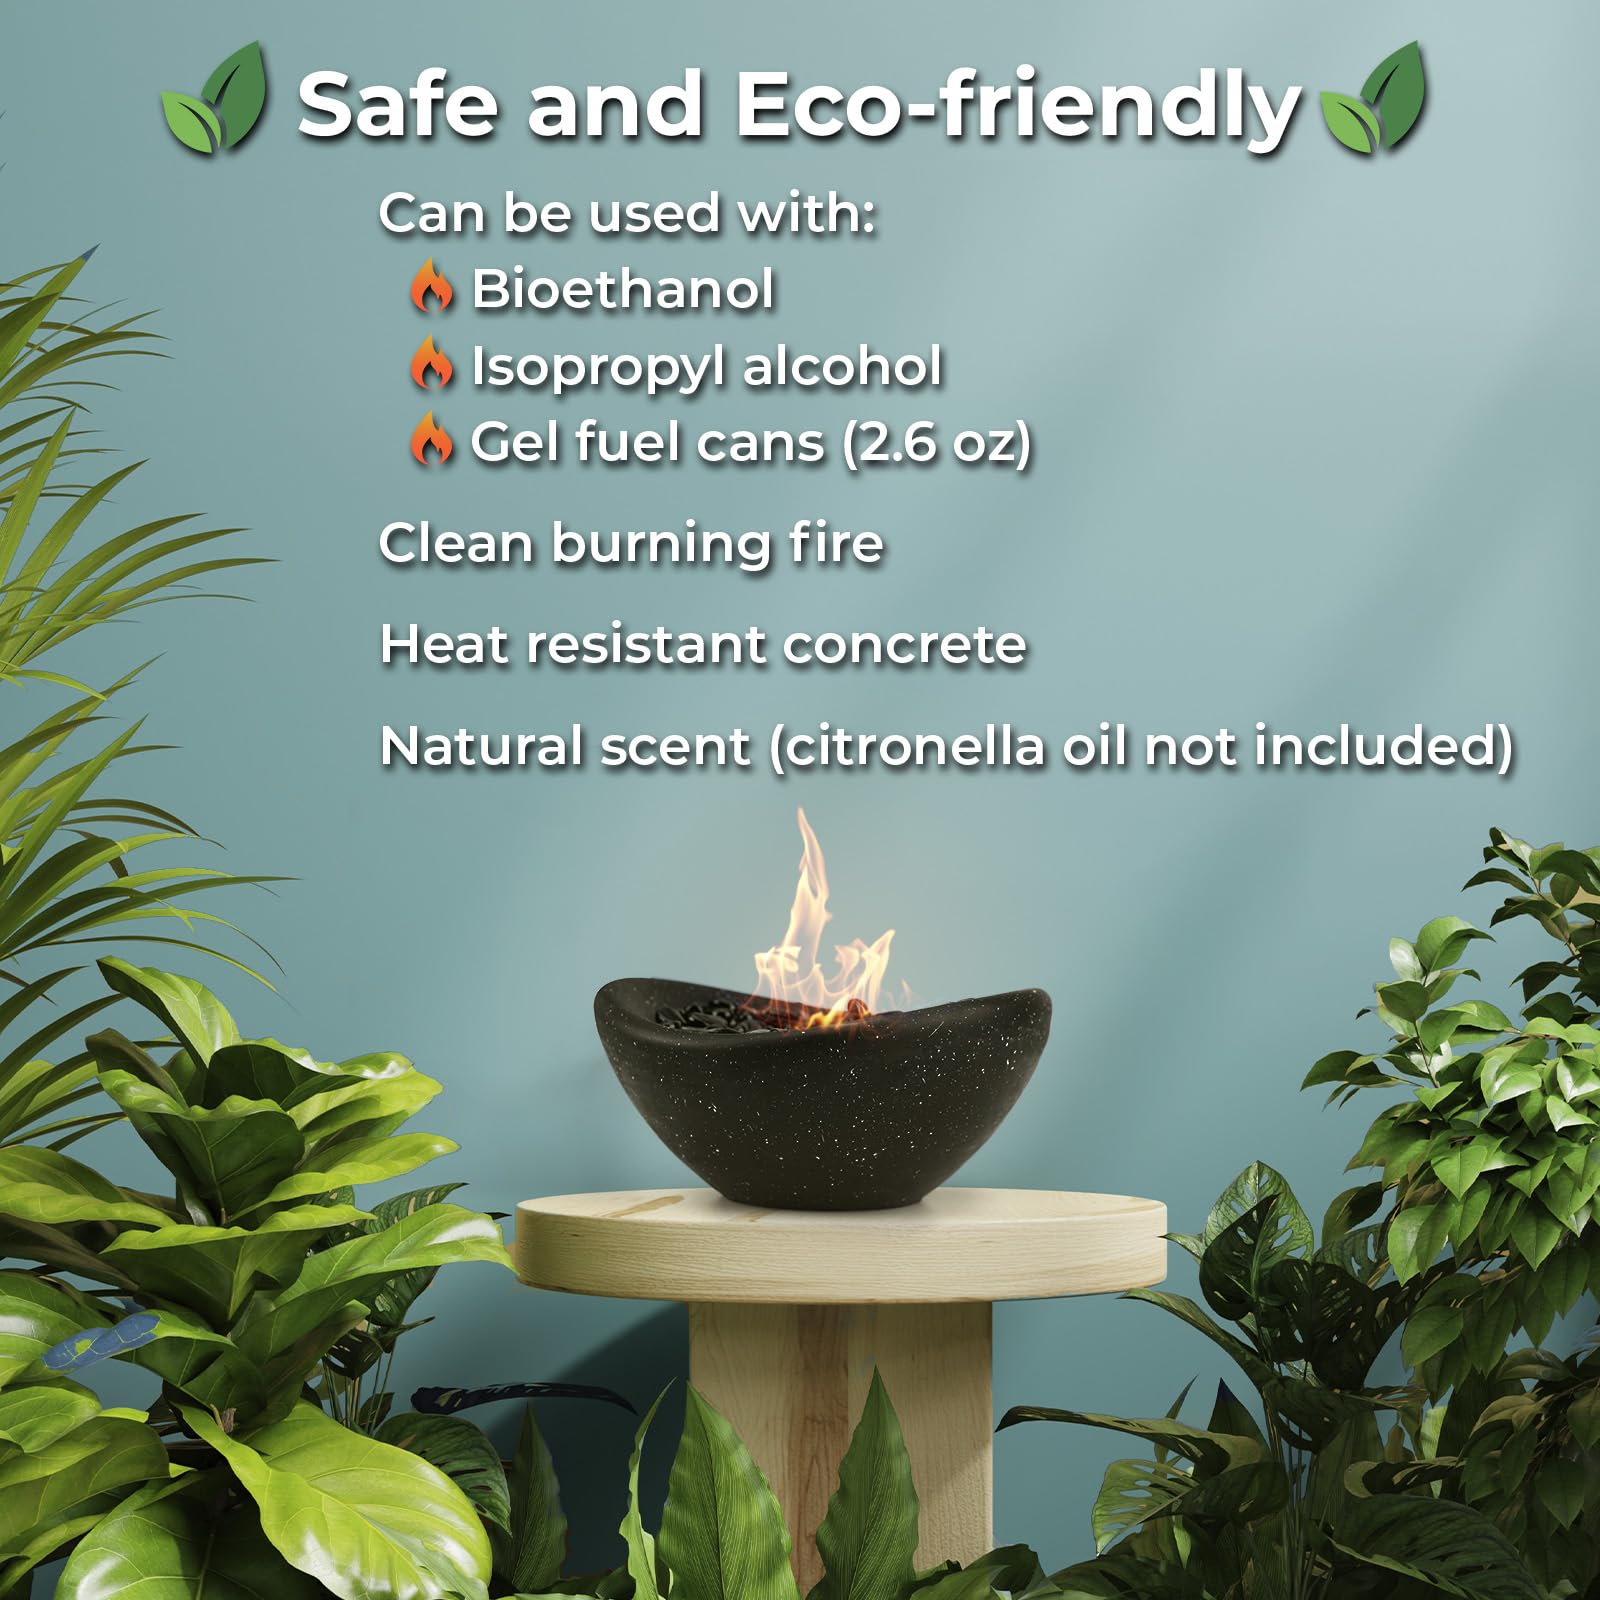 Safe and Eco-friendly
Can be used with:
Bioethanol
Isopropyl alcohol
Gel fuel cans (2.6 oz)
Clean burning fire
Heat resistant concrete
Natural scent (citronella oil not included)